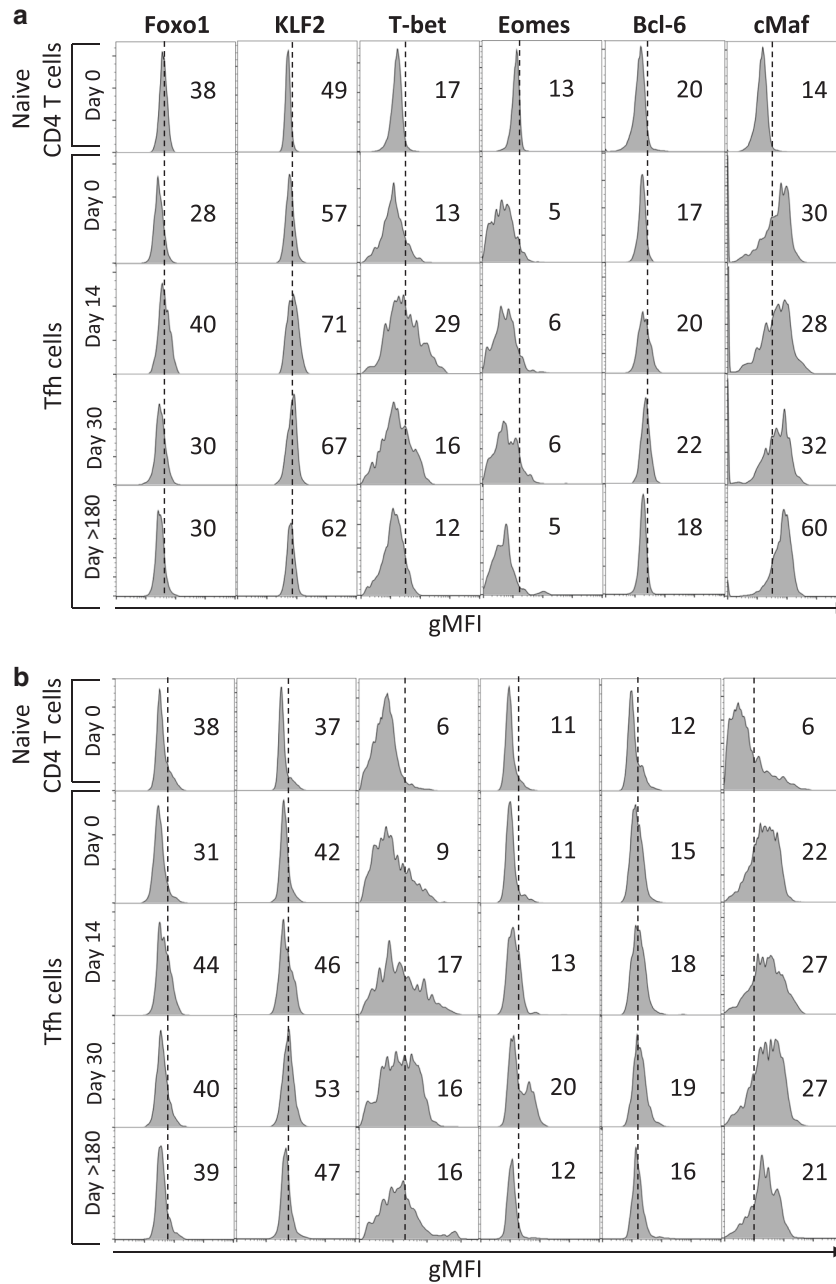 a
Foxo1 KLF2 T-bet Eomes Bcl-6 cMaf
Naive
CD4 T cells
Day 0
38 49 17 13 20 14
Tfh cells
Day 0
28 57 13 5 17 30
Day 14
40 71 29 6 20 28
Day 30
30 67 16 6 22 32
Day >180
30 62 12 5 18 60
gMFI
b
Naive
CD4 T cells
Day 0
38 37 6 11 12 6
Tfh cells
Day 0
31 42 9 11 15 22
Day 14
44 46 17 13 18 27
Day 30
40 53 16 20 19 27
Day >180
39 47 16 12 16 21
gMFI